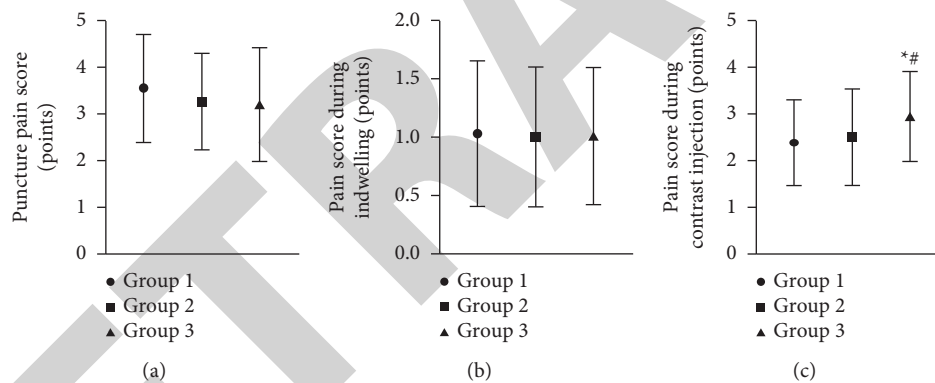 Puncture pain score
(points)
5
4
3
2
1
0
Group 1
Group 2
Group 3
(a)
Pain score during
indwelling (points)
2.0
1.5
1.0
0.5
0.0
Group 1
Group 2
Group 3
(b)
Pain score during
contrast injection (points)
5
4
3
2
1
0
*#
Group 1
Group 2
Group 3
(c)
TRA